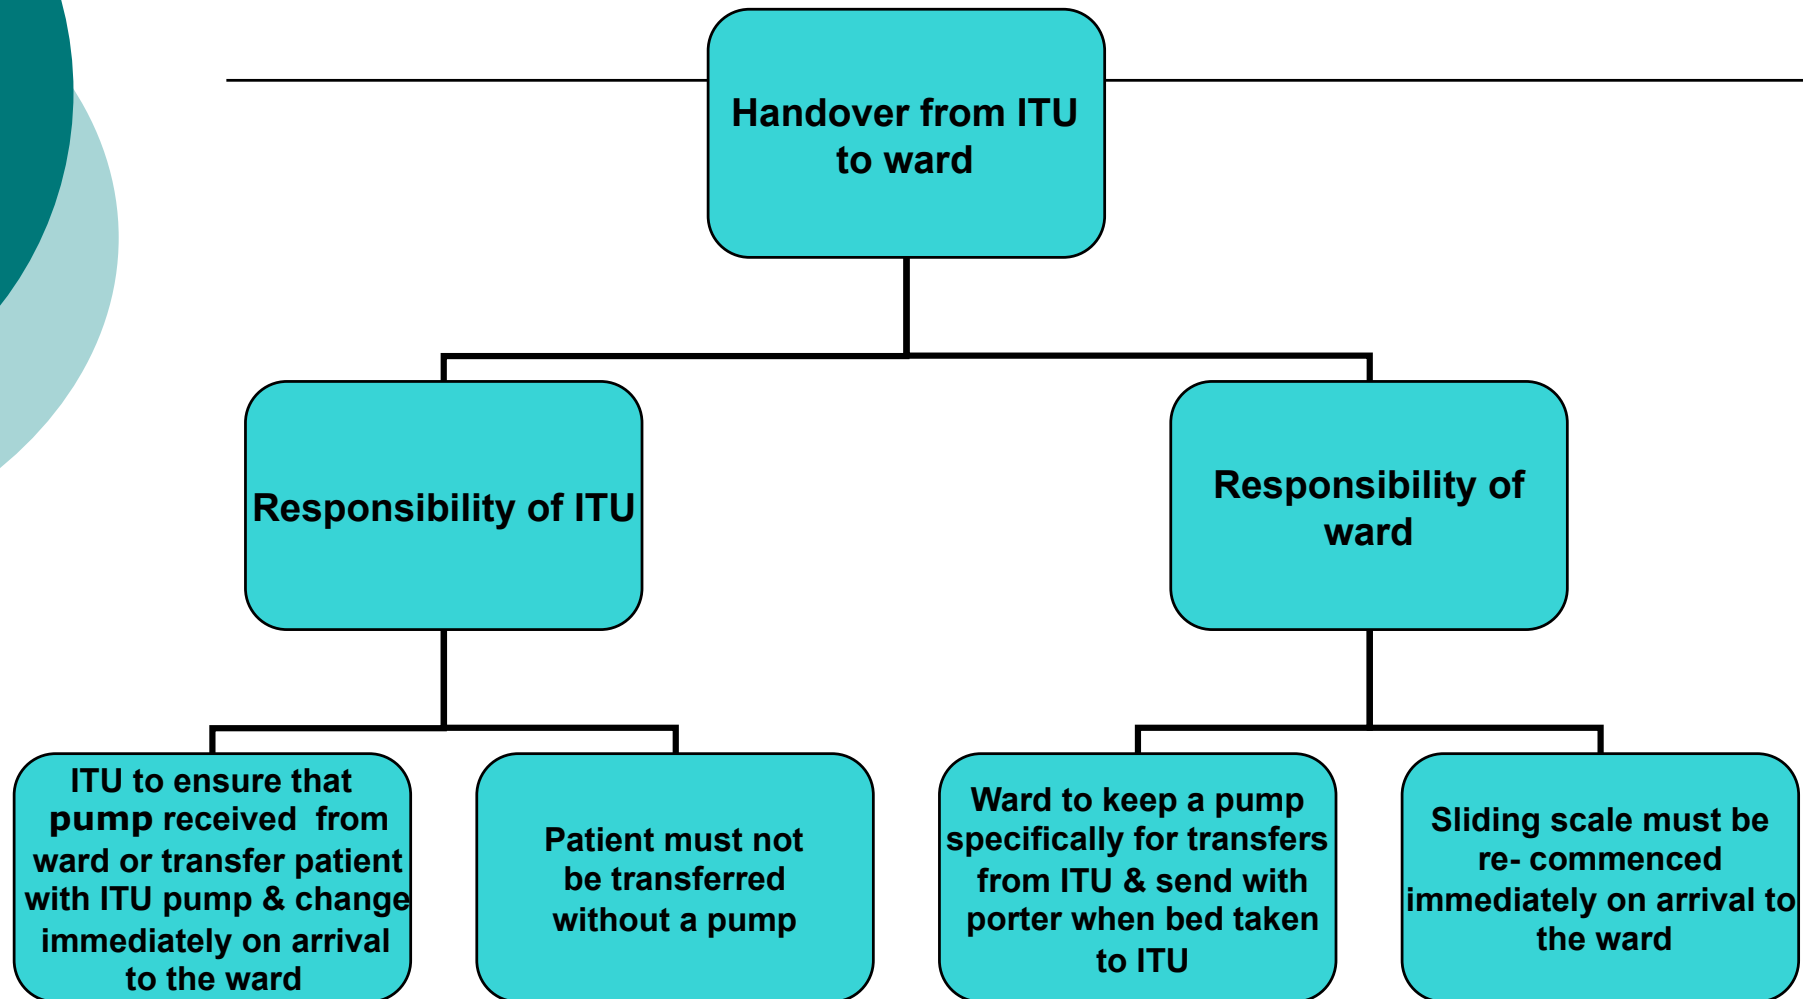 Handover from ITU
to ward
Responsibility of ITU
Responsibility of
ward
ITU to ensure that
pump received from
ward or transfer patient
with ITU pump & change
immediately on arrival
to the ward
Patient must not
be transferred
without a pump
Ward to keep a pump
specifically for transfers
from ITU & send with
porter when bed taken
to ITU
Sliding scale must be
re- commenced
immediately on arrival to
the ward